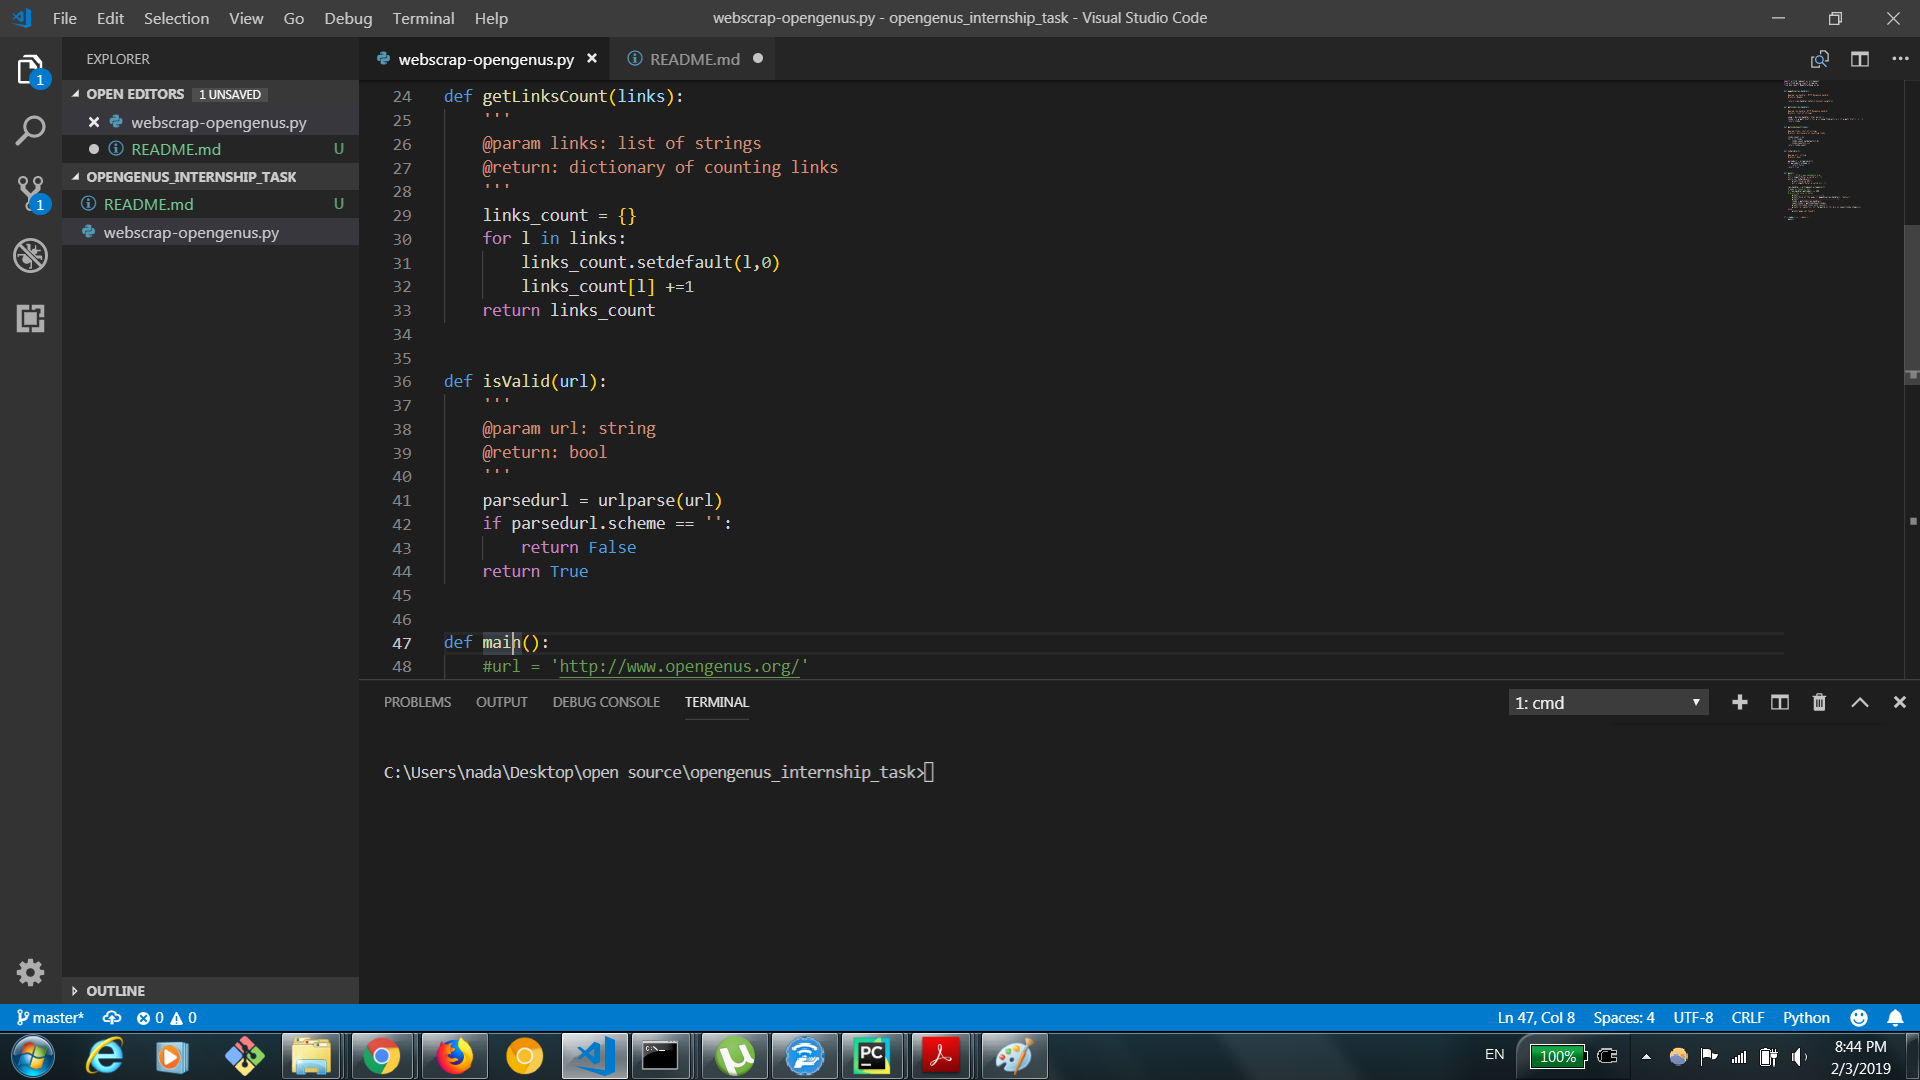 File Edit Selection View Go Debug Terminal Help
webscrap-opengenus.py - opengenus_internship_task - Visual Studio Code
EXPLORER
OPEN EDITORS 1 UNSAVED
webscrap-opengenus.py
README.md U
OPENGENUS_INTERNSHIP_TASK
README.md U
webscrap-opengenus.py
OUTLINE
webscrap-opengenus.py README.md
24 def getLinksCount(links):
25     '''
26     @param links: list of strings
27     @return: dictionary of counting links
28     '''
29     links_count = {}
30     for l in links:
31         links_count.setdefault(l,0)
32         links_count[l] +=1
33     return links_count
34
35
36 def isValid(url):
37     '''
38     @param url: string
39     @return: bool
40     '''
41     parsedurl = urlparse(url)
42     if parsedurl.scheme == '':
43         return False
44     return True
45
46
47 def main():
48     #url = 'http://www.opengenus.org/'
PROBLEMS OUTPUT DEBUG CONSOLE TERMINAL
1: cmd
C:\Users\nada\Desktop\open source\opengenus_internship_task>
master* 0 0
Ln 47, Col 8 Spaces: 4 UTF-8 CRLF Python
EN 100% 8:44 PM
2/3/2019